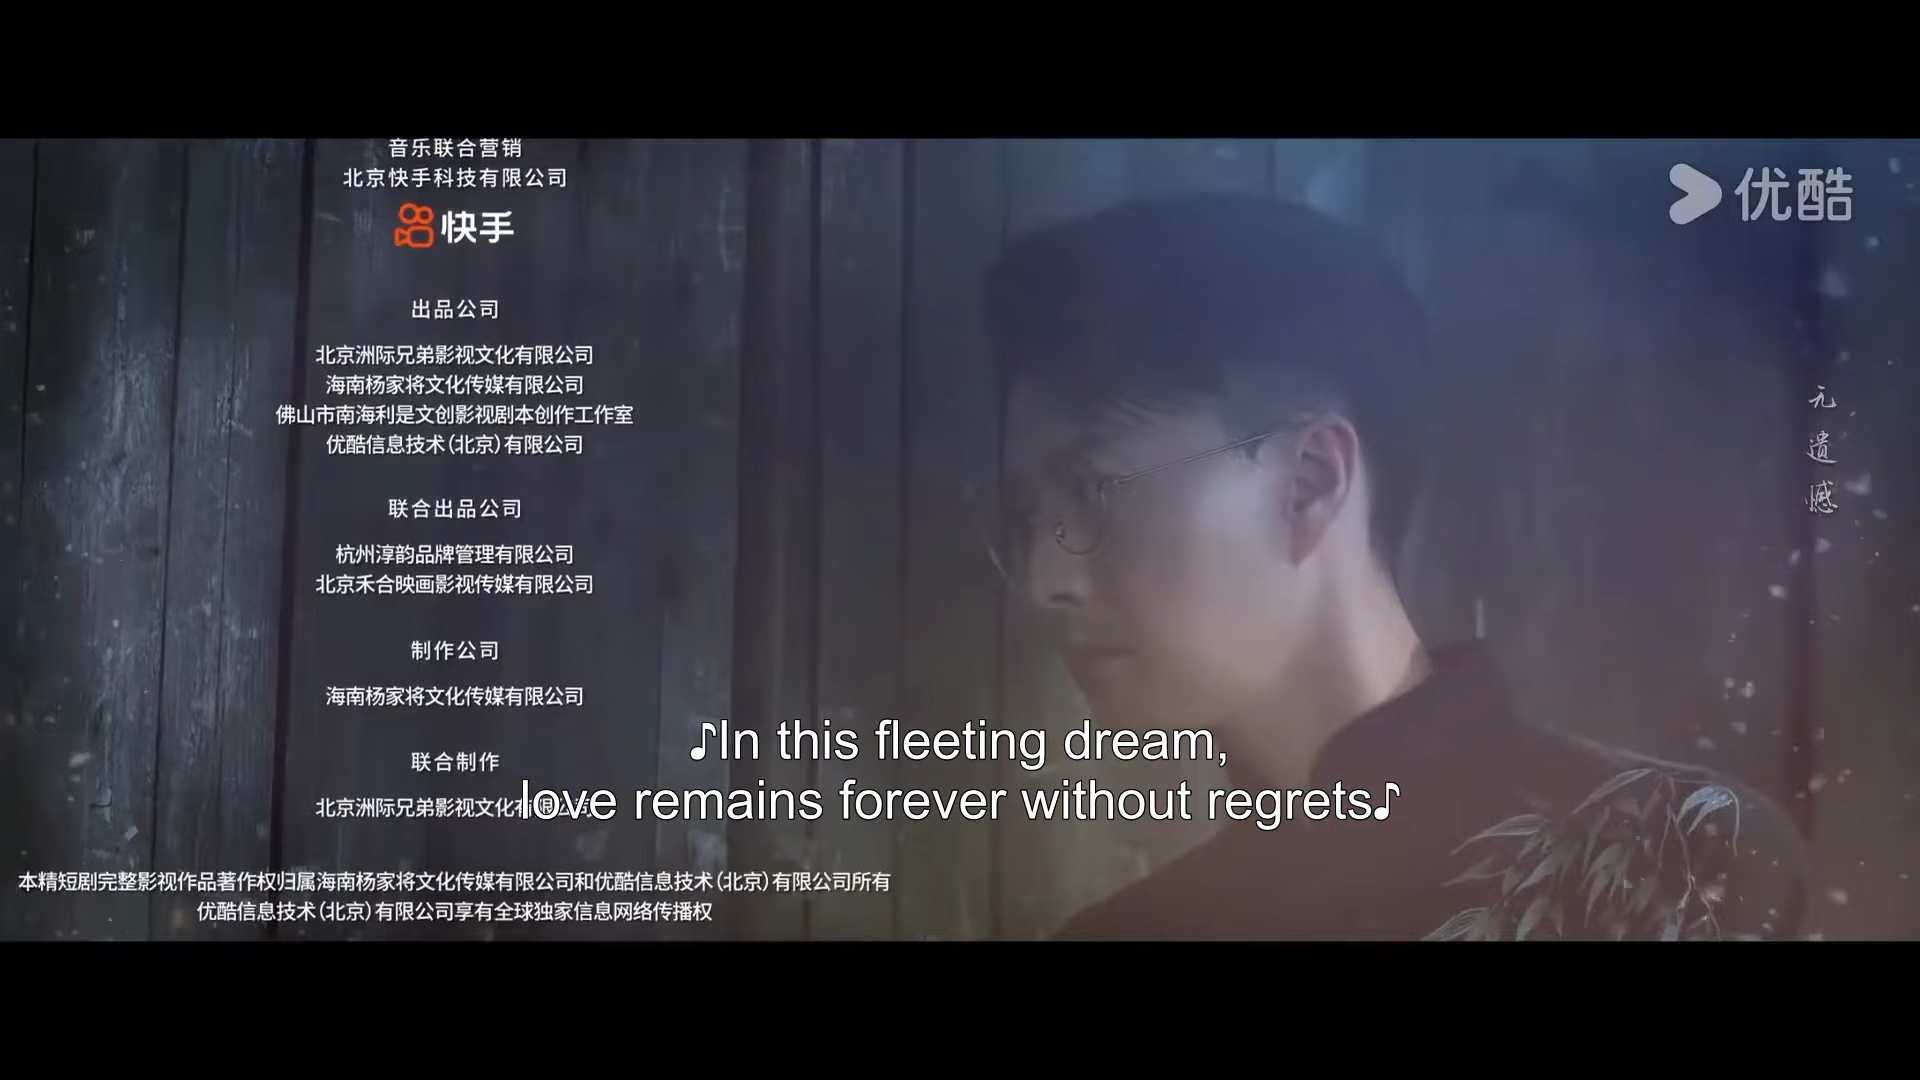 音乐联合营销
北京快手科技有限公司
快手
优酷
出品公司
北京洲际兄弟影视文化有限公司
海南杨家将文化传媒有限公司
佛山市南海利是文创影视剧本创作工作室
优酷信息技术(北京)有限公司
无遗憾
联合出品公司
杭州淳韵品牌管理有限公司
北京禾合映画影视传媒有限公司
制作公司
海南杨家将文化传媒有限公司
联合制作
北京洲际兄弟影视文化有限公司
♪In this fleeting dream,
love remains forever without regrets♪
本精短剧完整影视作品著作权归属海南杨家将文化传媒有限公司和优酷信息技术(北京)有限公司所有
优酷信息技术(北京)有限公司享有全球独家信息网络传播权